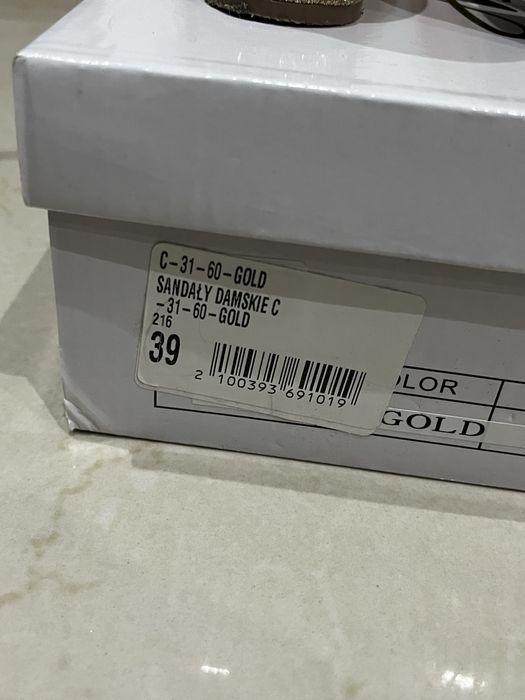 C-31-60-GOLD
SANDAŁY DAMSKIE C
-31-60-GOLD
216
39
2 100393 691019
OLOR
GOLD